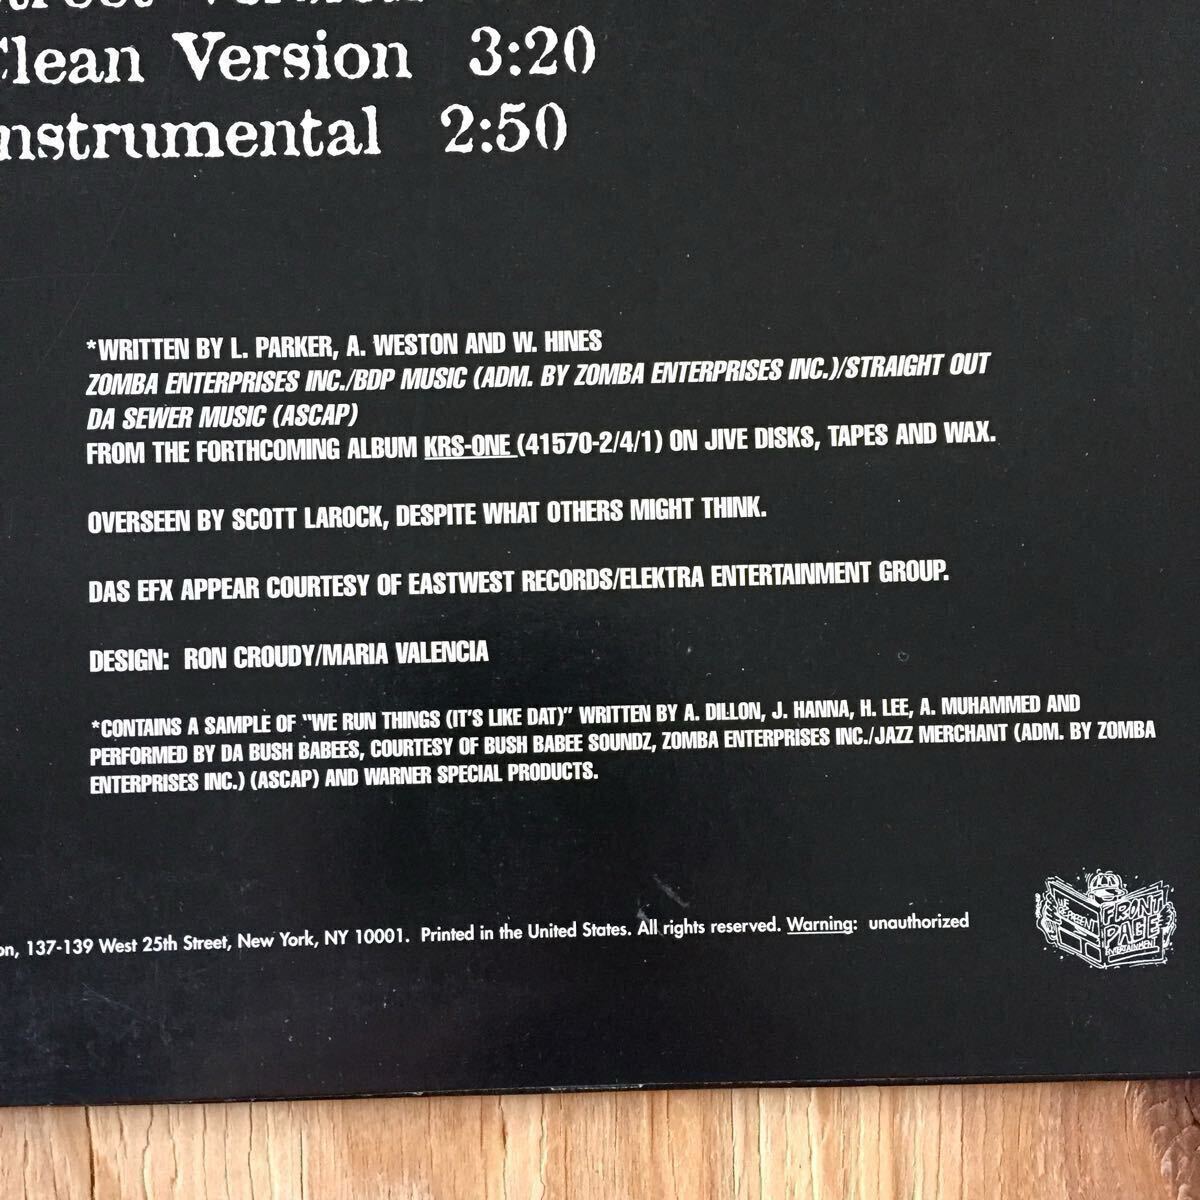 Street Version
Clean Version 3:20
Instrumental 2:50
*WRITTEN BY L. PARKER, A. WESTON AND W. HINES
ZOMBA ENTERPRISES INC./BDP MUSIC (ADM. BY ZOMBA ENTERPRISES INC.)/STRAIGHT OUT
DA SEWER MUSIC (ASCAP)
FROM THE FORTHCOMING ALBUM KRS-ONE (41570-2/4/1) ON JIVE DISKS, TAPES AND WAX.
OVERSEEN BY SCOTT LAROCK, DESPITE WHAT OTHERS MIGHT THINK.
DAS EFX APPEAR COURTESY OF EASTWEST RECORDS/ELEKTRA ENTERTAINMENT GROUP.
DESIGN: RON CROUDY/MARIA VALENCIA
*CONTAINS A SAMPLE OF "WE RUN THINGS (IT'S LIKE DAT)" WRITTEN BY A. DILLON, J. HANNA, H. LEE, A. MUHAMMED AND
PERFORMED BY DA BUSH BABEES, COURTESY OF BUSH BABEE SOUNDZ, ZOMBA ENTERPRISES INC./JAZZ MERCHANT (ADM. BY ZOMBA
ENTERPRISES INC.) (ASCAP) AND WARNER SPECIAL PRODUCTS.
on, 137-139 West 25th Street, New York, NY 10001. Printed in the United States. All rights reserved. Warning: unauthorized
WE
REPRESENT
FRONT
PAGE
ENTERTAINMENT